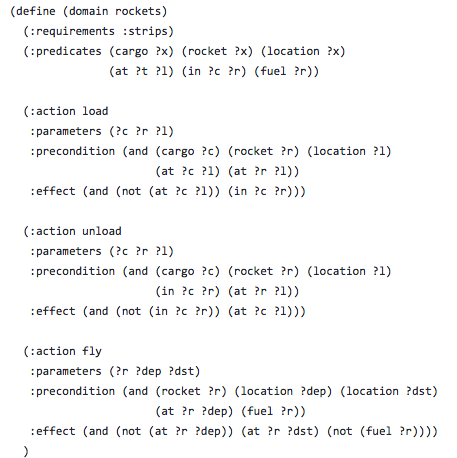 (define (domain rockets)
(:requirements :strips)
(:predicates (cargo ?x) (rocket ?x) (location ?x)
(at ?t ?l) (in ?c ?r) (fuel ?r))
(:action load
:parameters (?c ?r ?l)
:precondition (and (cargo ?c) (rocket ?r) (location ?l)
(at ?c ?l) (at ?r ?l))
:effect (and (not (at ?c ?l)) (in ?c ?r)))
(:action unload
:parameters (?c ?r ?l)
:precondition (and (cargo ?c) (rocket ?r) (location ?l)
(in ?c ?r) (at ?r ?l))
:effect (and (not (in ?c ?r)) (at ?c ?l)))
(:action fly
:parameters (?r ?dep ?dst)
:precondition (and (rocket ?r) (location ?dep) (location ?dst)
(at ?r ?dep) (fuel ?r))
:effect (and (not (at ?r ?dep)) (at ?r ?dst) (not (fuel ?r))))
)